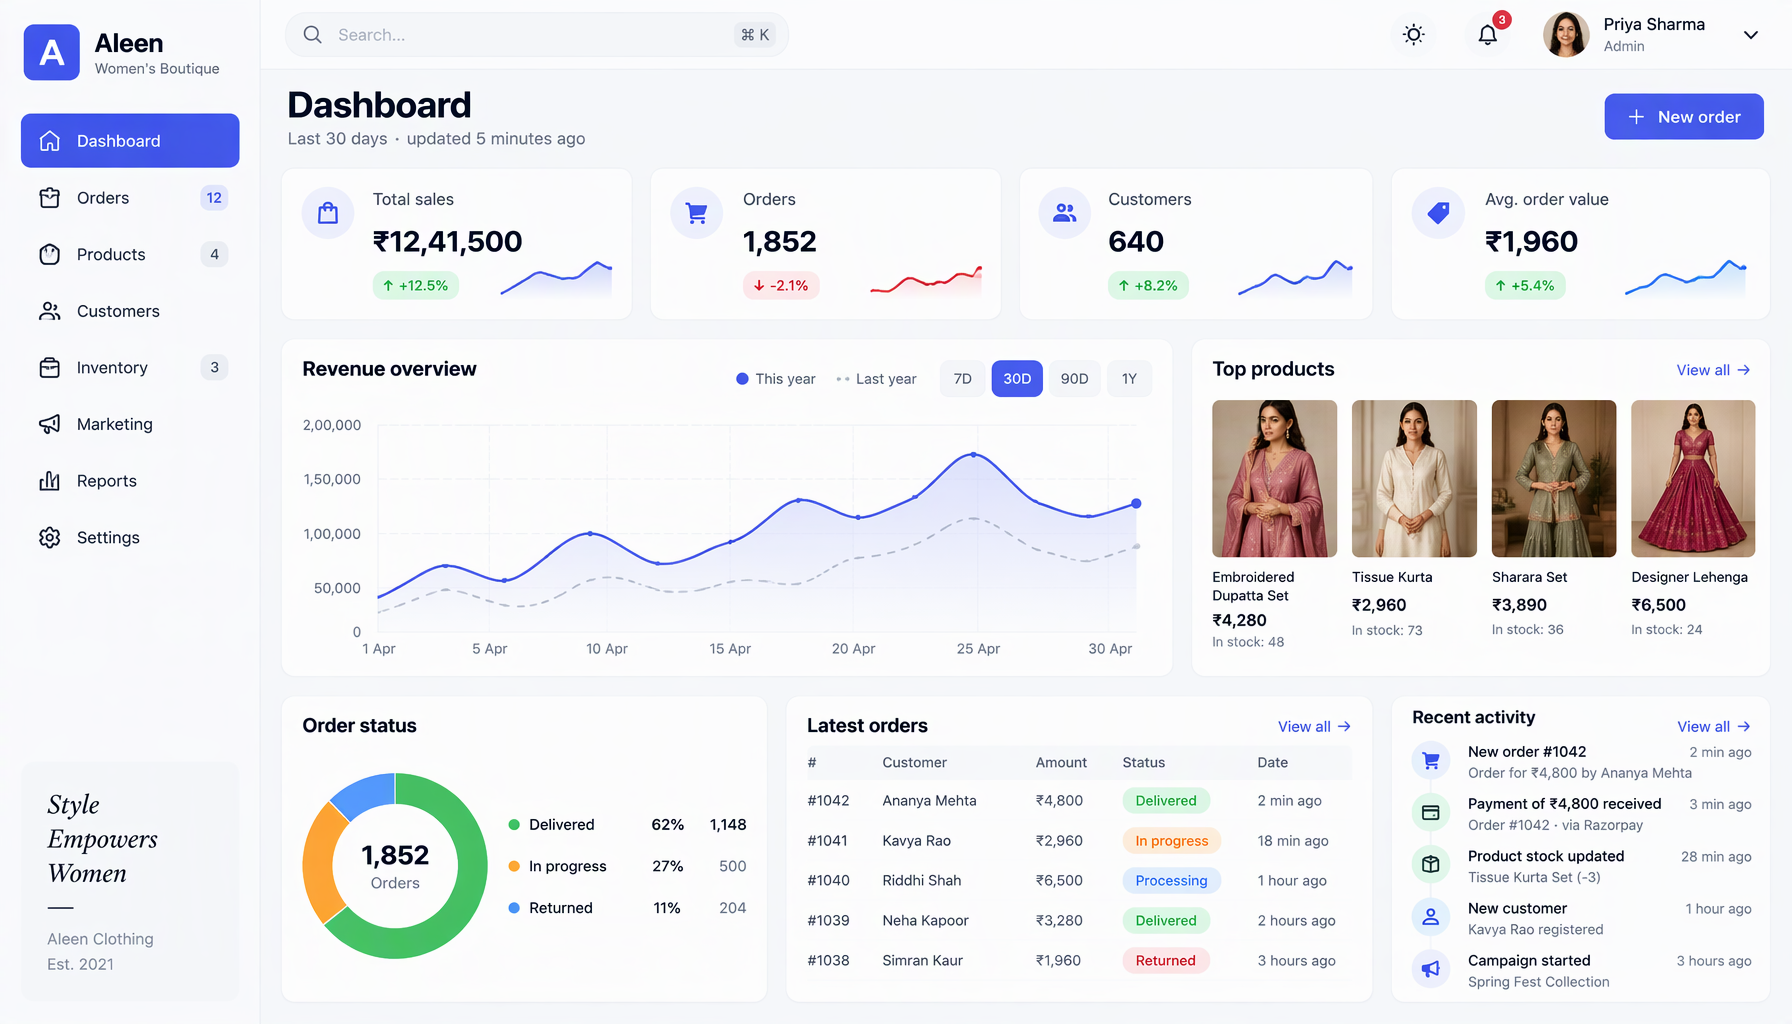 A
Aleen
Women's Boutique
Dashboard
Orders 12
Products 4
Customers
Inventory 3
Marketing
Reports
Settings
Style
Empowers
Women
Aleen Clothing
Est. 2021
Search... ⌘ K
3
Priya Sharma
Admin
Dashboard
Last 30 days · updated 5 minutes ago
+ New order
Total sales
₹12,41,500
↑ +12.5%
Orders
1,852
↓ -2.1%
Customers
640
↑ +8.2%
Avg. order value
₹1,960
↑ +5.4%
Revenue overview
This year Last year 7D 30D 90D 1Y
2,00,000
1,50,000
1,00,000
50,000
0
1 Apr 5 Apr 10 Apr 15 Apr 20 Apr 25 Apr 30 Apr
Top products View all →
Embroidered
Dupatta Set
₹4,280
In stock: 48
Tissue Kurta
₹2,960
In stock: 73
Sharara Set
₹3,890
In stock: 36
Designer Lehenga
₹6,500
In stock: 24
Order status
1,852
Orders
Delivered 62% 1,148
In progress 27% 500
Returned 11% 204
Latest orders View all →
# Customer Amount Status Date
#1042 Ananya Mehta ₹4,800 Delivered 2 min ago
#1041 Kavya Rao ₹2,960 In progress 18 min ago
#1040 Riddhi Shah ₹6,500 Processing 1 hour ago
#1039 Neha Kapoor ₹3,280 Delivered 2 hours ago
#1038 Simran Kaur ₹1,960 Returned 3 hours ago
Recent activity View all →
New order #1042 2 min ago
Order for ₹4,800 by Ananya Mehta
Payment of ₹4,800 received 3 min ago
Order #1042 · via Razorpay
Product stock updated 28 min ago
Tissue Kurta Set (-3)
New customer 1 hour ago
Kavya Rao registered
Campaign started 3 hours ago
Spring Fest Collection